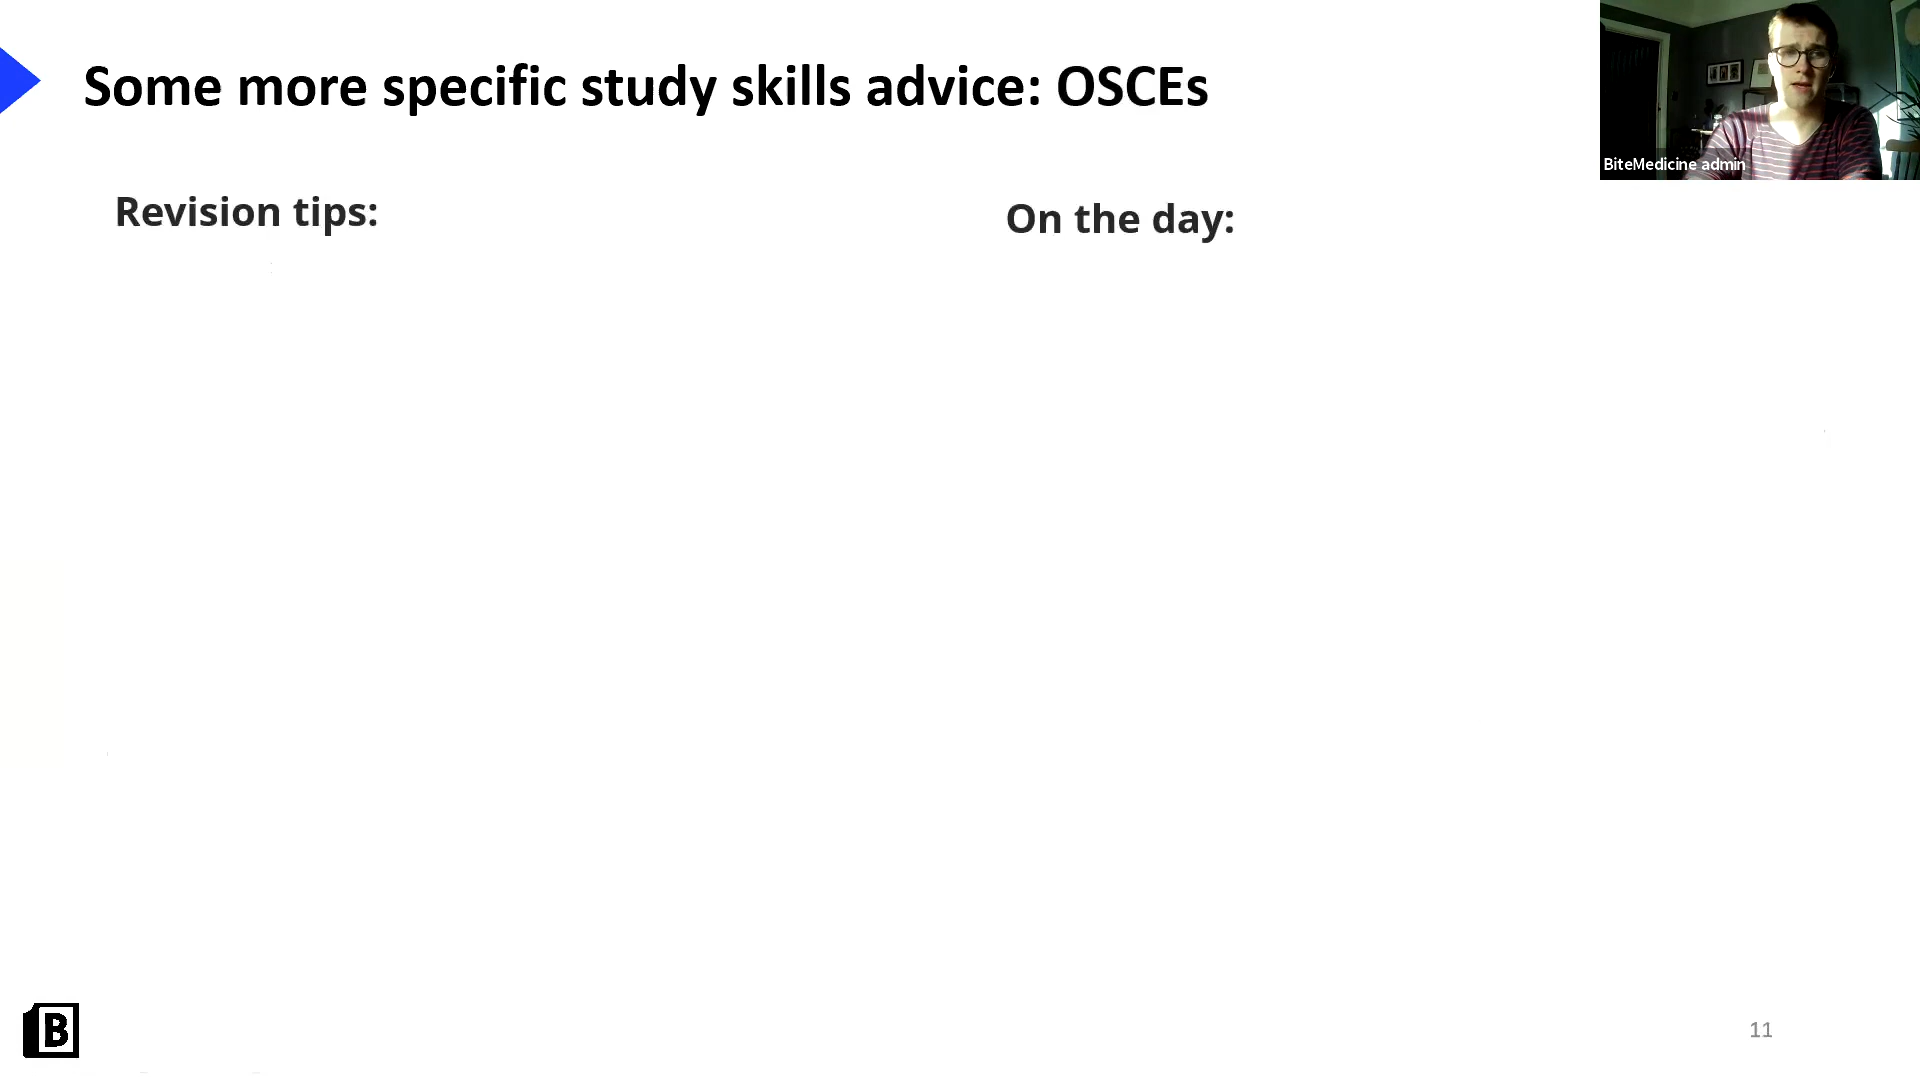 Some more specific study skills advice: OSCEs
BiteMedicine admin
Revision tips:
On the day:
B
11